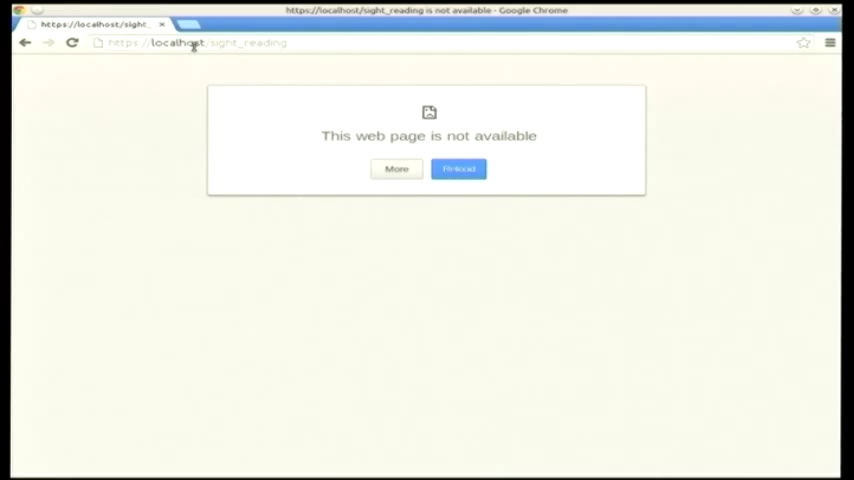 https://localhost/sight_reading is not available - Google Chrome
https://localhost/sight_
https://localhost/sight_reading
This web page is not available
More
Reload